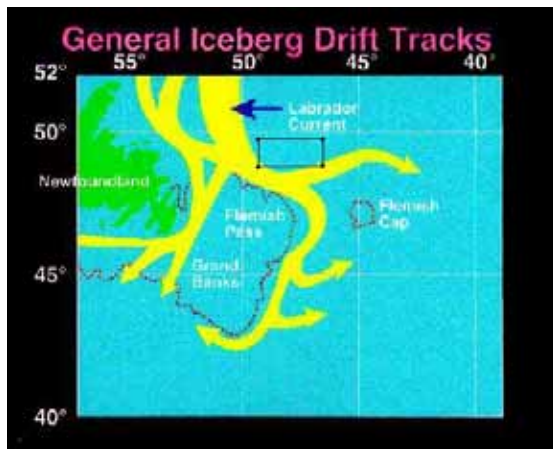 General Iceberg Drift Tracks
55° 50° 45° 40°
52°
Labrador
Current
50°
Newfoundland
Flemish
Pass
Flemish
Cap
45°
Grand
Banks
40°